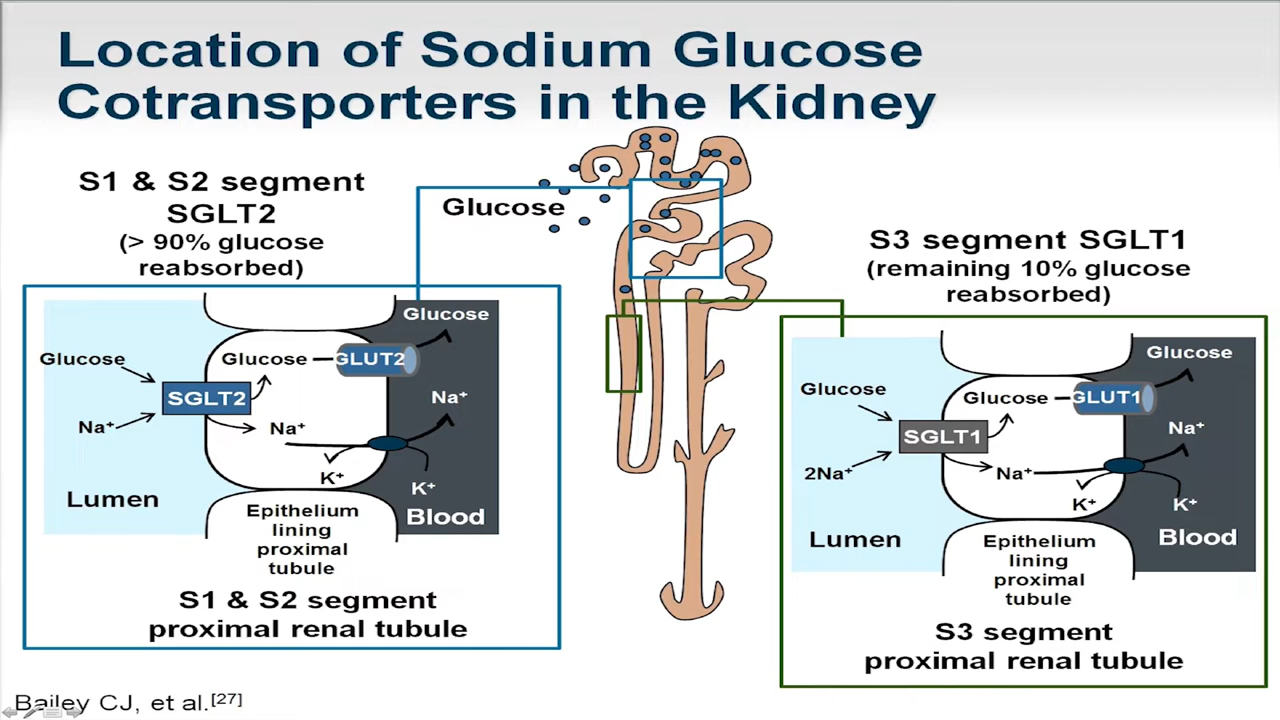 Location of Sodium Glucose
Cotransporters in the Kidney
S1 & S2 segment
SGLT2
(> 90% glucose
reabsorbed)
Glucose
S3 segment SGLT1
(remaining 10% glucose
reabsorbed)
Glucose
Glucose
Glucose
GLUT2
SGLT2
Na⁺
Na⁺
Na⁺
K⁺
K⁺
Lumen
Blood
Epithelium
lining
proximal
tubule
S1 & S2 segment
proximal renal tubule
Glucose
Glucose
Glucose
GLUT1
SGLT1
Na⁺
2Na⁺
Na⁺
K⁺
K⁺
Lumen
Blood
Epithelium
lining
proximal
tubule
S3 segment
proximal renal tubule
Bailey CJ, et al.[27]